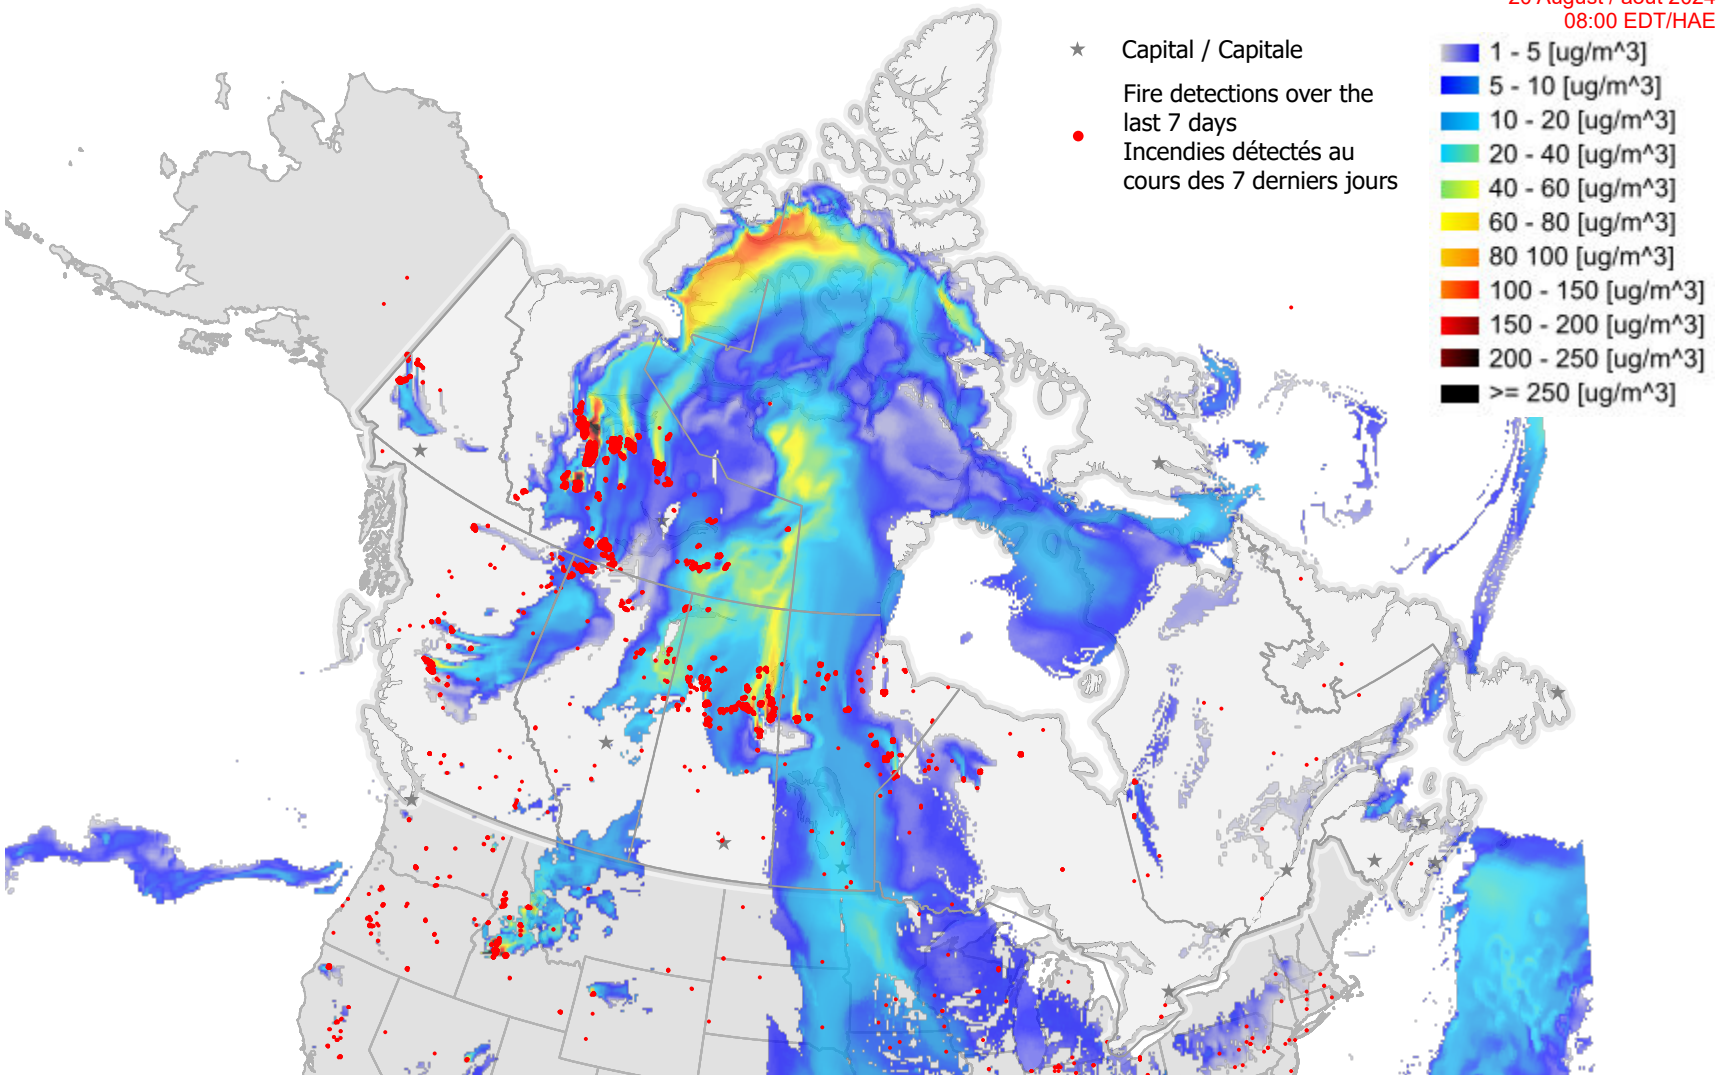 August / août 2024
08:00 EDT/HAE
Capital / Capitale
Fire detections over the
last 7 days
Incendies détectés au
cours des 7 derniers jours
1 - 5 [ug/m^3]
5 - 10 [ug/m^3]
10 - 20 [ug/m^3]
20 - 40 [ug/m^3]
40 - 60 [ug/m^3]
60 - 80 [ug/m^3]
80 100 [ug/m^3]
100 - 150 [ug/m^3]
150 - 200 [ug/m^3]
200 - 250 [ug/m^3]
>= 250 [ug/m^3]